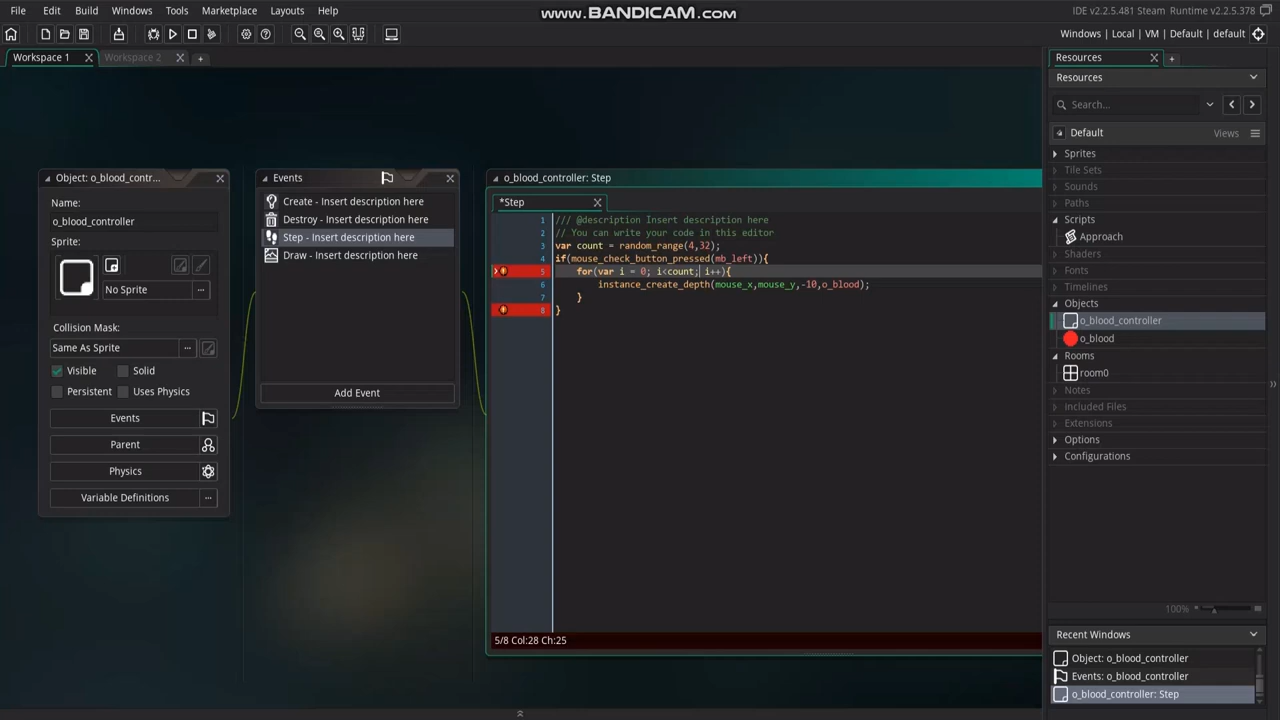 File Edit Build Windows Tools Marketplace Layouts Help
www.BANDICAM.com
IDE v2.2.5.481 Steam Runtime v2.2.5.378
Windows | Local | VM | Default | default
Workspace 1
Workspace 2
Object: o_blood_contr...
Name:
o_blood_controller
Sprite:
No Sprite
Collision Mask:
Same As Sprite
Visible
Solid
Persistent
Uses Physics
Events
Parent
Physics
Variable Definitions
Events
Create - Insert description here
Destroy - Insert description here
Step - Insert description here
Draw - Insert description here
Add Event
o_blood_controller: Step
*Step
1 /// @description Insert description here
2 // You can write your code in this editor
3 var count = random_range(4,32);
4 if(mouse_check_button_pressed(mb_left)){
5 for(var i = 0; i<count; i++){
6 instance_create_depth(mouse_x,mouse_y,-10,o_blood);
7 }
8 }
5/8 Col:28 Ch:25
Resources
Resources
Search...
Default
Views
Sprites
Tile Sets
Sounds
Paths
Scripts
Approach
Shaders
Fonts
Timelines
Objects
o_blood_controller
o_blood
Rooms
room0
Notes
Included Files
Extensions
Options
Configurations
100%
Recent Windows
Object: o_blood_controller
Events: o_blood_controller
o_blood_controller: Step